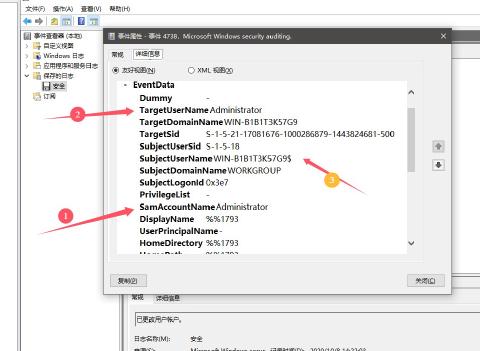 文件(F) 操作(A) 查看(V) 帮助(H)
事件查看器 (本地)
自定义视图
Windows 日志
应用程序和服务日志
保存的日志
安全
订阅
事件属性 - 事件 4738，Microsoft Windows security auditing.
常规 详细信息
友好视图(N) XML 视图(X)
- EventData
Dummy -
TargetUserName Administrator
TargetDomainName WIN-B1B1T3K57G9
TargetSid S-1-5-21-17081676-1000286879-1443824681-500
SubjectUserSid S-1-5-18
SubjectUserName WIN-B1B1T3K57G9$
SubjectDomainName WORKGROUP
SubjectLogonId 0x3e7
PrivilegeList -
SamAccountName Administrator
DisplayName %%1793
UserPrincipalName -
HomeDirectory %%1793
HomePath %%1793
2
3
1
复制(P) 关闭(C)
常规 详细信息
已更改用户帐户。
日志名称(M): 安全